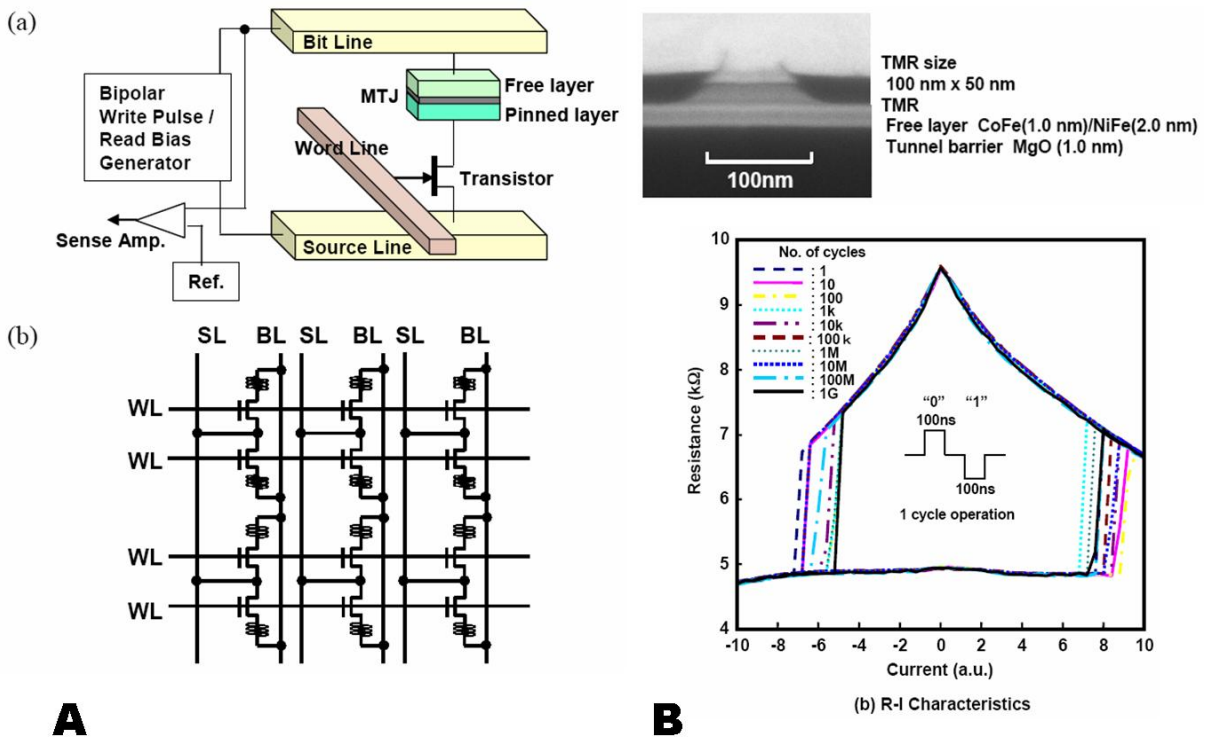 (a)
Bit Line
Bipolar
Write Pulse /
Read Bias
Generator
MTJ
Free layer
Pinned layer
Word Line
Transistor
Sense Amp.
Source Line
Ref.
(b)
SL BL SL BL SL BL
WL
WL
WL
WL
A
100nm
TMR size
100 nm x 50 nm
TMR
Free layer CoFe(1.0 nm)/NiFe(2.0 nm)
Tunnel barrier MgO (1.0 nm)
10
9
8
7
6
5
4
Resistance (kΩ)
No. of cycles
: 1
: 10
: 100
: 1k
: 10k
: 100k
: 1M
: 10M
: 100M
: 1G
“0” “1”
100ns
100ns
1 cycle operation
-10 -8 -6 -4 -2 0 2 4 6 8 10
Current (a.u.)
(b) R-I Characteristics
B